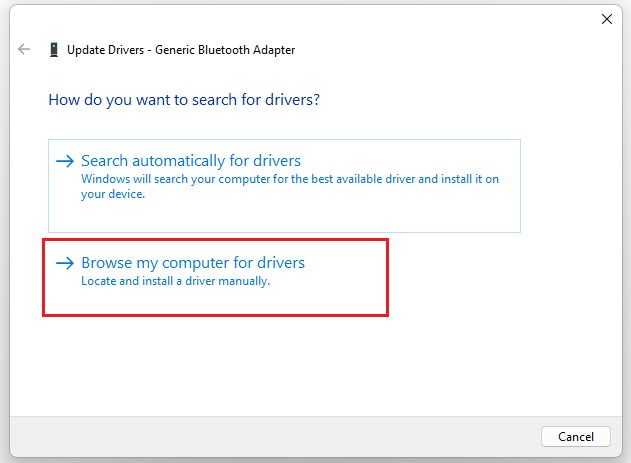 Update Drivers - Generic Bluetooth Adapter
How do you want to search for drivers?
Search automatically for drivers
Windows will search your computer for the best available driver and install it on
your device.
Browse my computer for drivers
Locate and install a driver manually.
Cancel